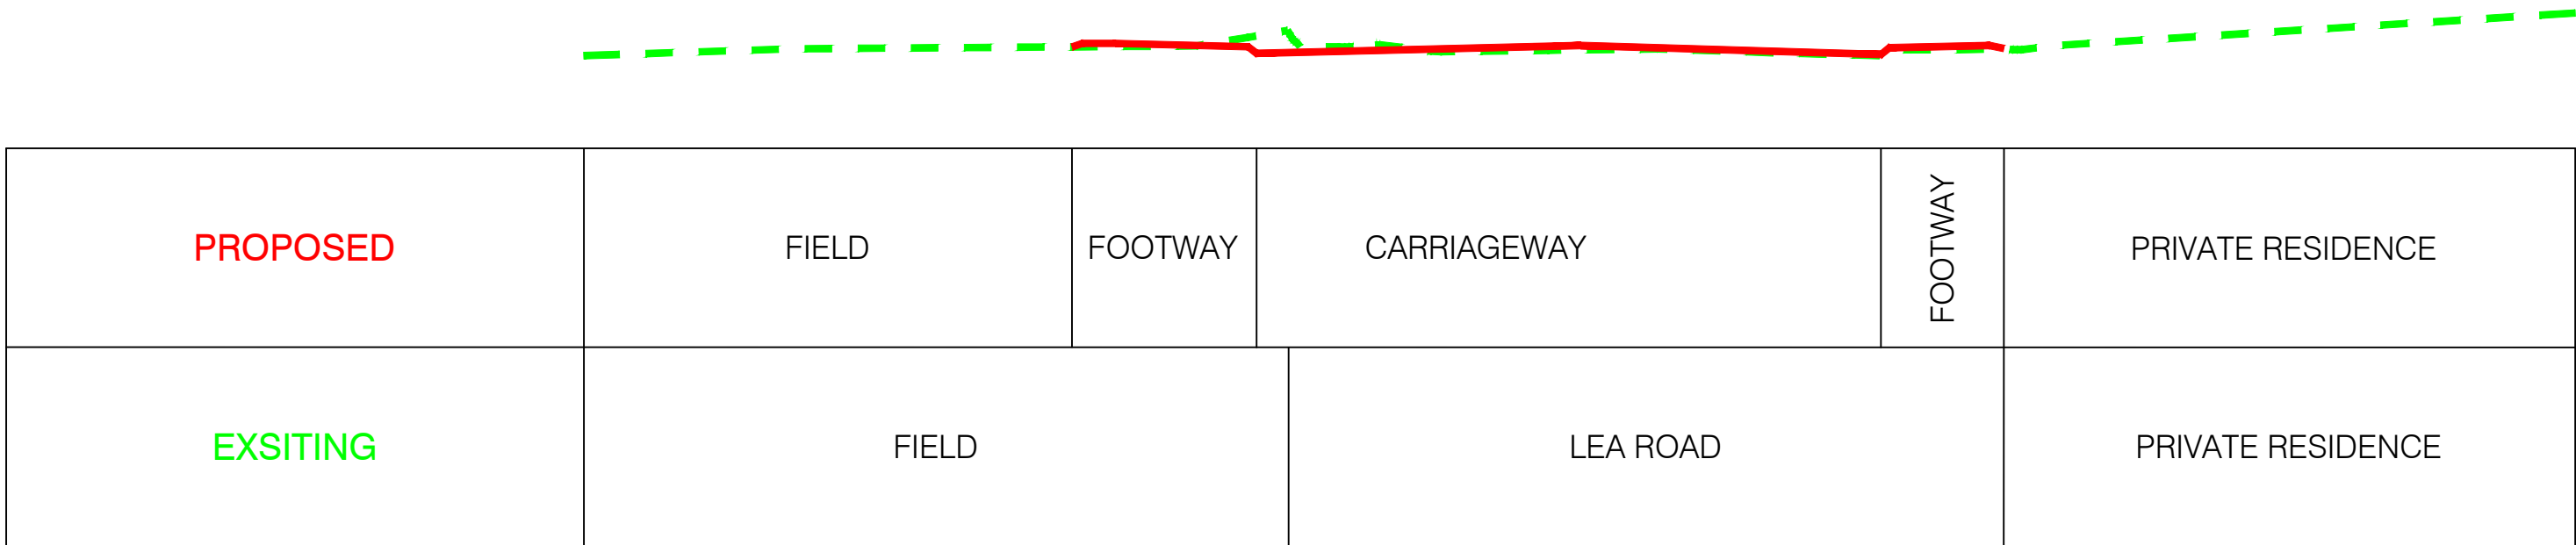 PROPOSED
FIELD
FOOTWAY
CARRIAGEWAY
FOOTWAY
PRIVATE RESIDENCE
EXSITING
FIELD
LEA ROAD
PRIVATE RESIDENCE